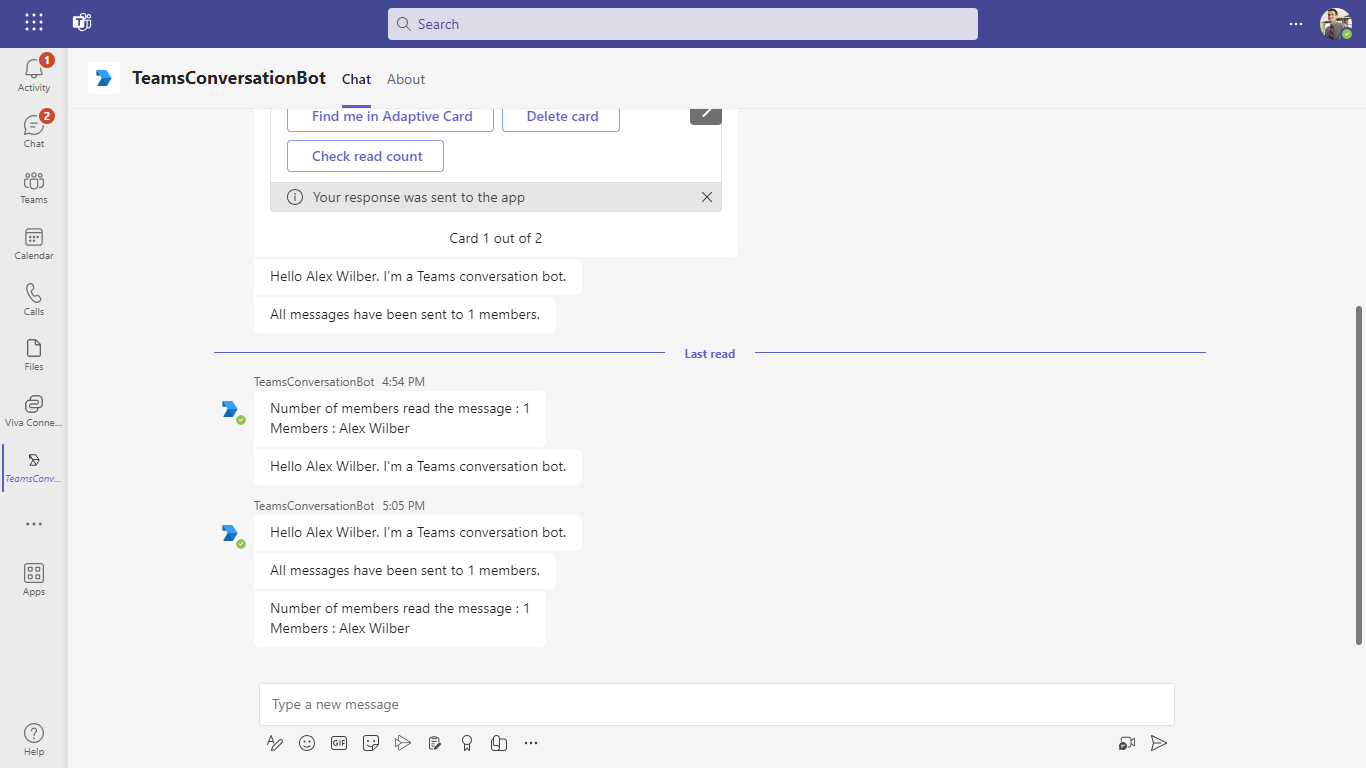 Search
1
Activity
2
Chat
Teams
Calendar
Calls
Files
Viva Conne...
TeamsConv...
Apps
Help
TeamsConversationBot
Chat
About
Find me in Adaptive Card
Delete card
Check read count
Your response was sent to the app
Card 1 out of 2
Hello Alex Wilber. I'm a Teams conversation bot.
All messages have been sent to 1 members.
Last read
TeamsConversationBot 4:54 PM
Number of members read the message : 1
Members : Alex Wilber
Hello Alex Wilber. I'm a Teams conversation bot.
TeamsConversationBot 5:05 PM
Hello Alex Wilber. I'm a Teams conversation bot.
All messages have been sent to 1 members.
Number of members read the message : 1
Members : Alex Wilber
Type a new message
GIF